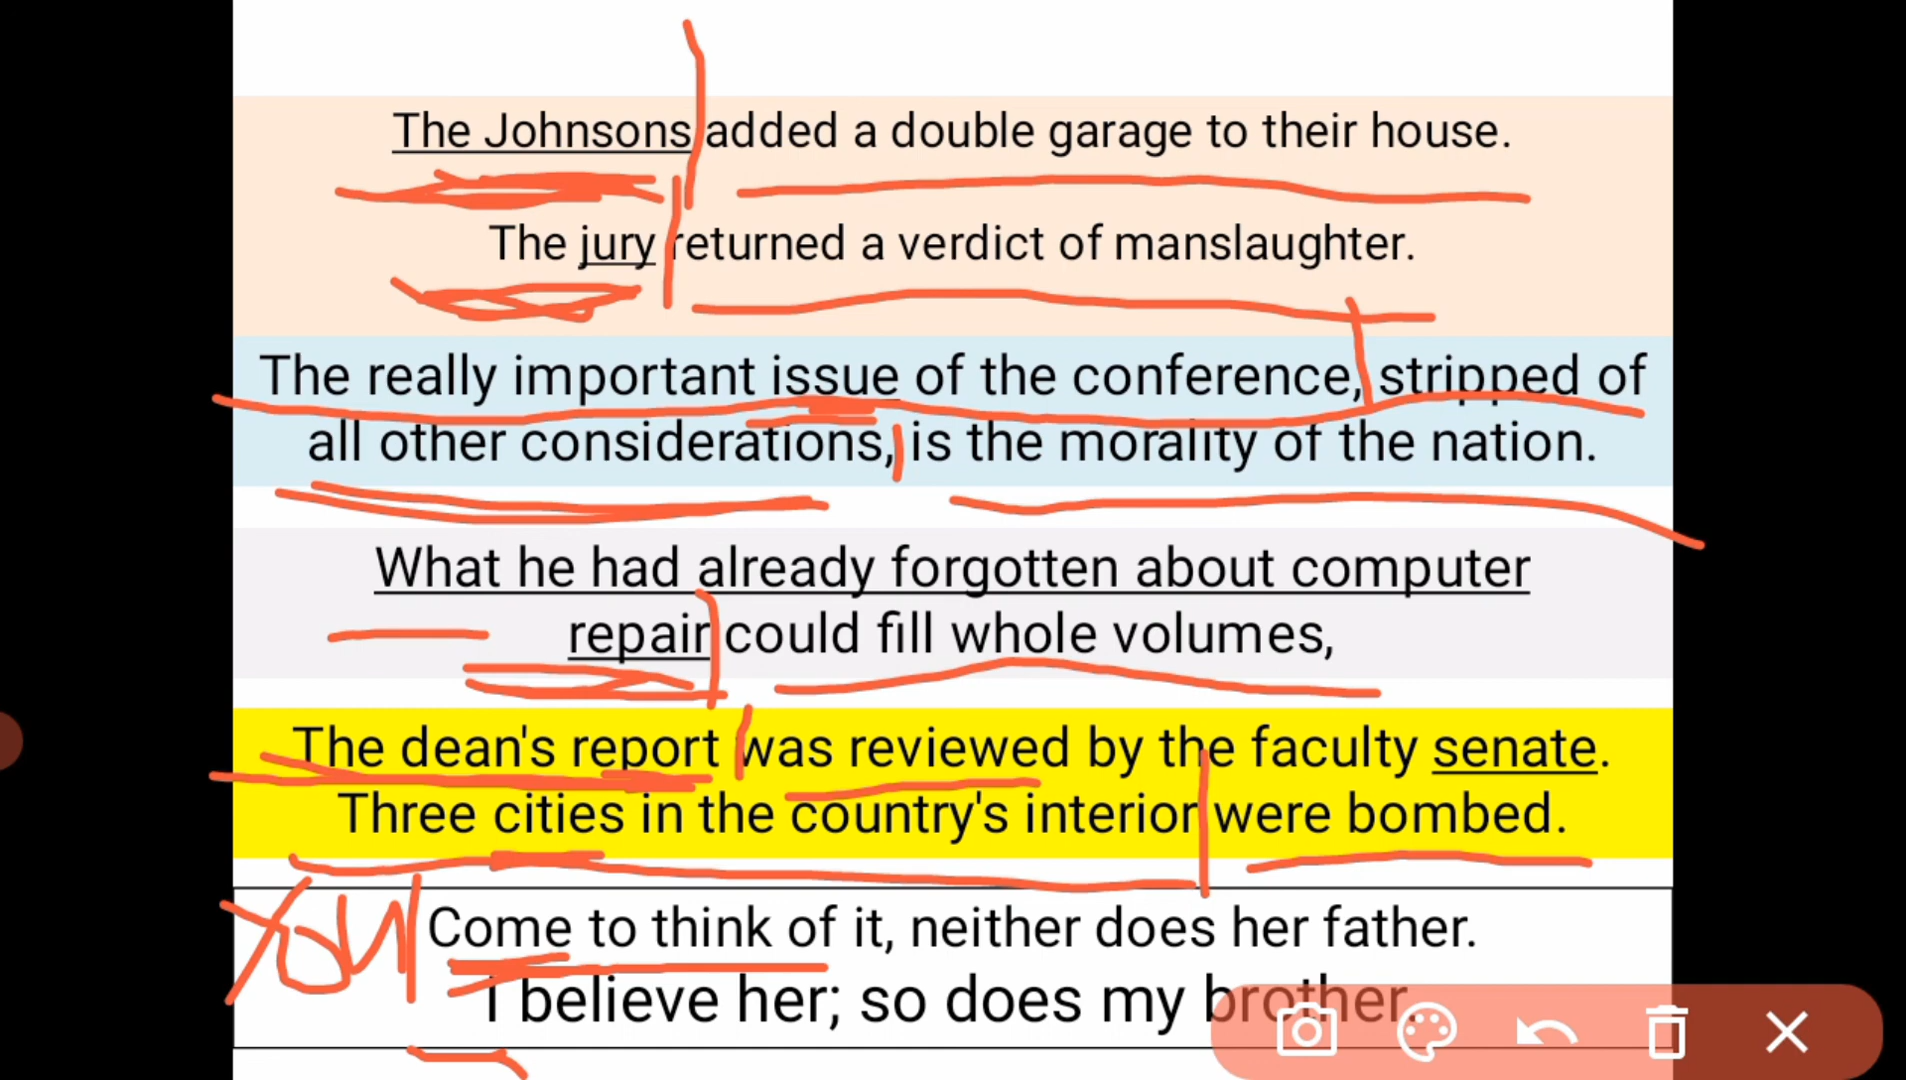 The Johnsons added a double garage to their house.
The jury returned a verdict of manslaughter.
The really important issue of the conference, stripped of
all other considerations, is the morality of the nation.
What he had already forgotten about computer
repair could fill whole volumes,
The dean's report was reviewed by the faculty senate.
Three cities in the country's interior were bombed.
You Come to think of it, neither does her father.
I believe her; so does my brother.